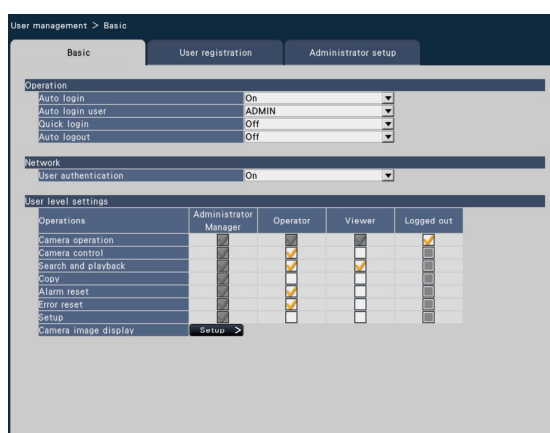 User management > Basic
Basic User registration Administrator setup
Operation
Auto login On
Auto login user ADMIN
Quick login Off
Auto logout Off
Network
User authentication On
User level settings
Operations Administrator Manager Operator Viewer Logged out
Camera operation
Camera control
Search and playback
Copy
Alarm reset
Error reset
Setup
Camera image display Setup >